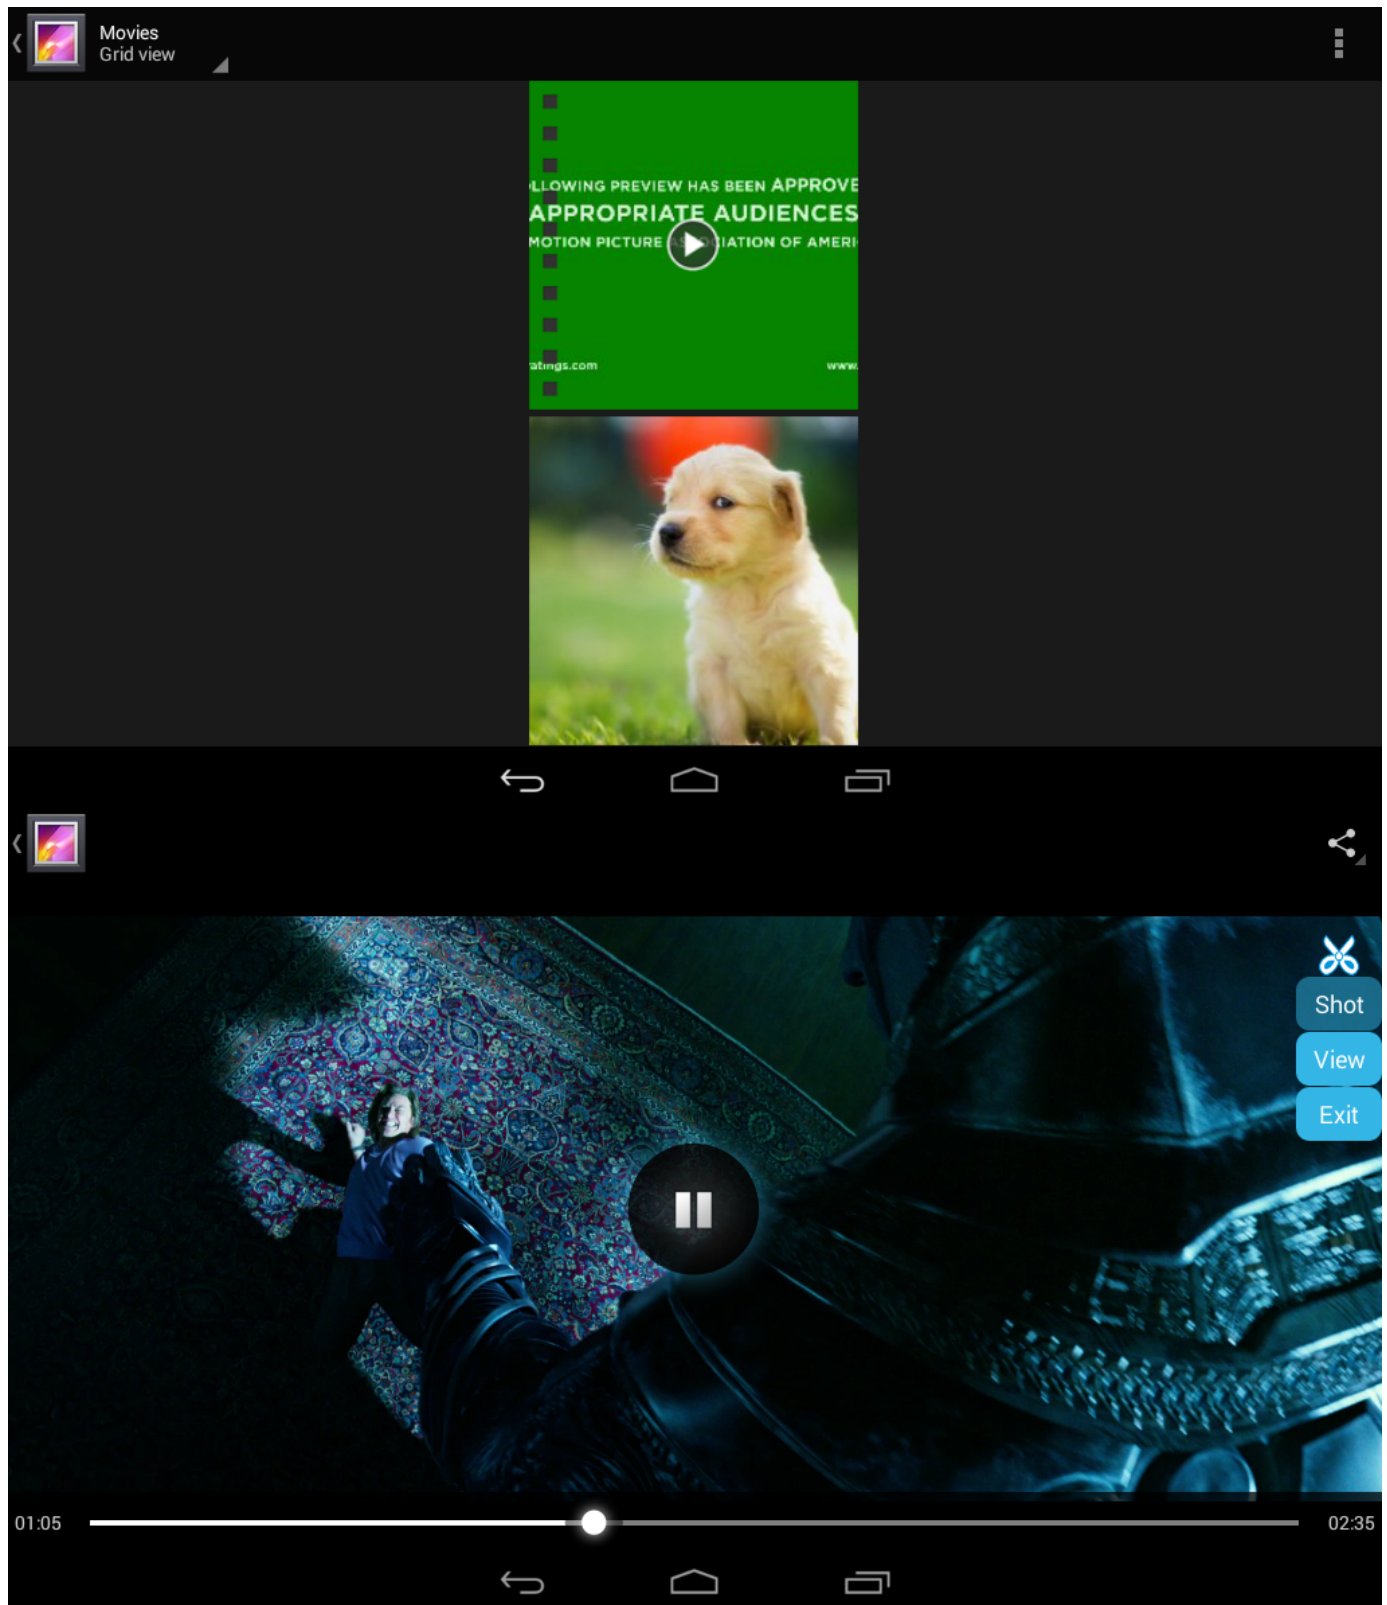 Movies
Grid view
LLOWING PREVIEW HAS BEEN APPROVE
APPROPRIATE AUDIENCES
MOTION PICTURE ASSOCIATION OF AMERI
atings.com
www.
Shot
View
Exit
01:05
02:35